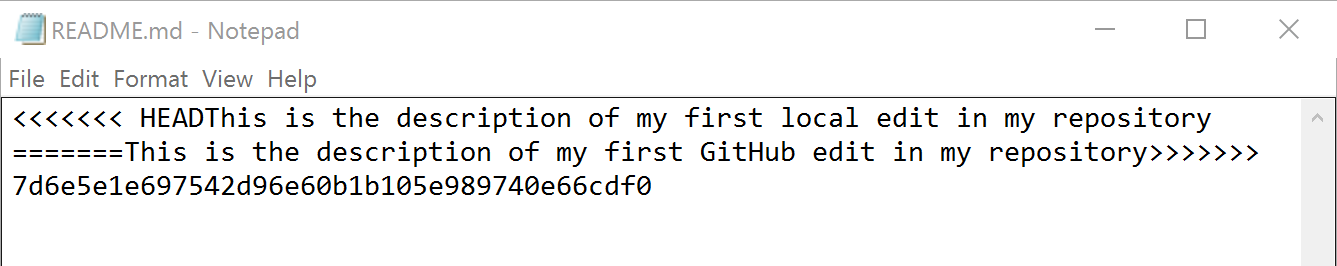 README.md - Notepad
File Edit Format View Help
<<<<<<< HEADThis is the description of my first local edit in my repository
=======This is the description of my first GitHub edit in my repository>>>>>>>
7d6e5e1e697542d96e60b1b105e989740e66cdf0